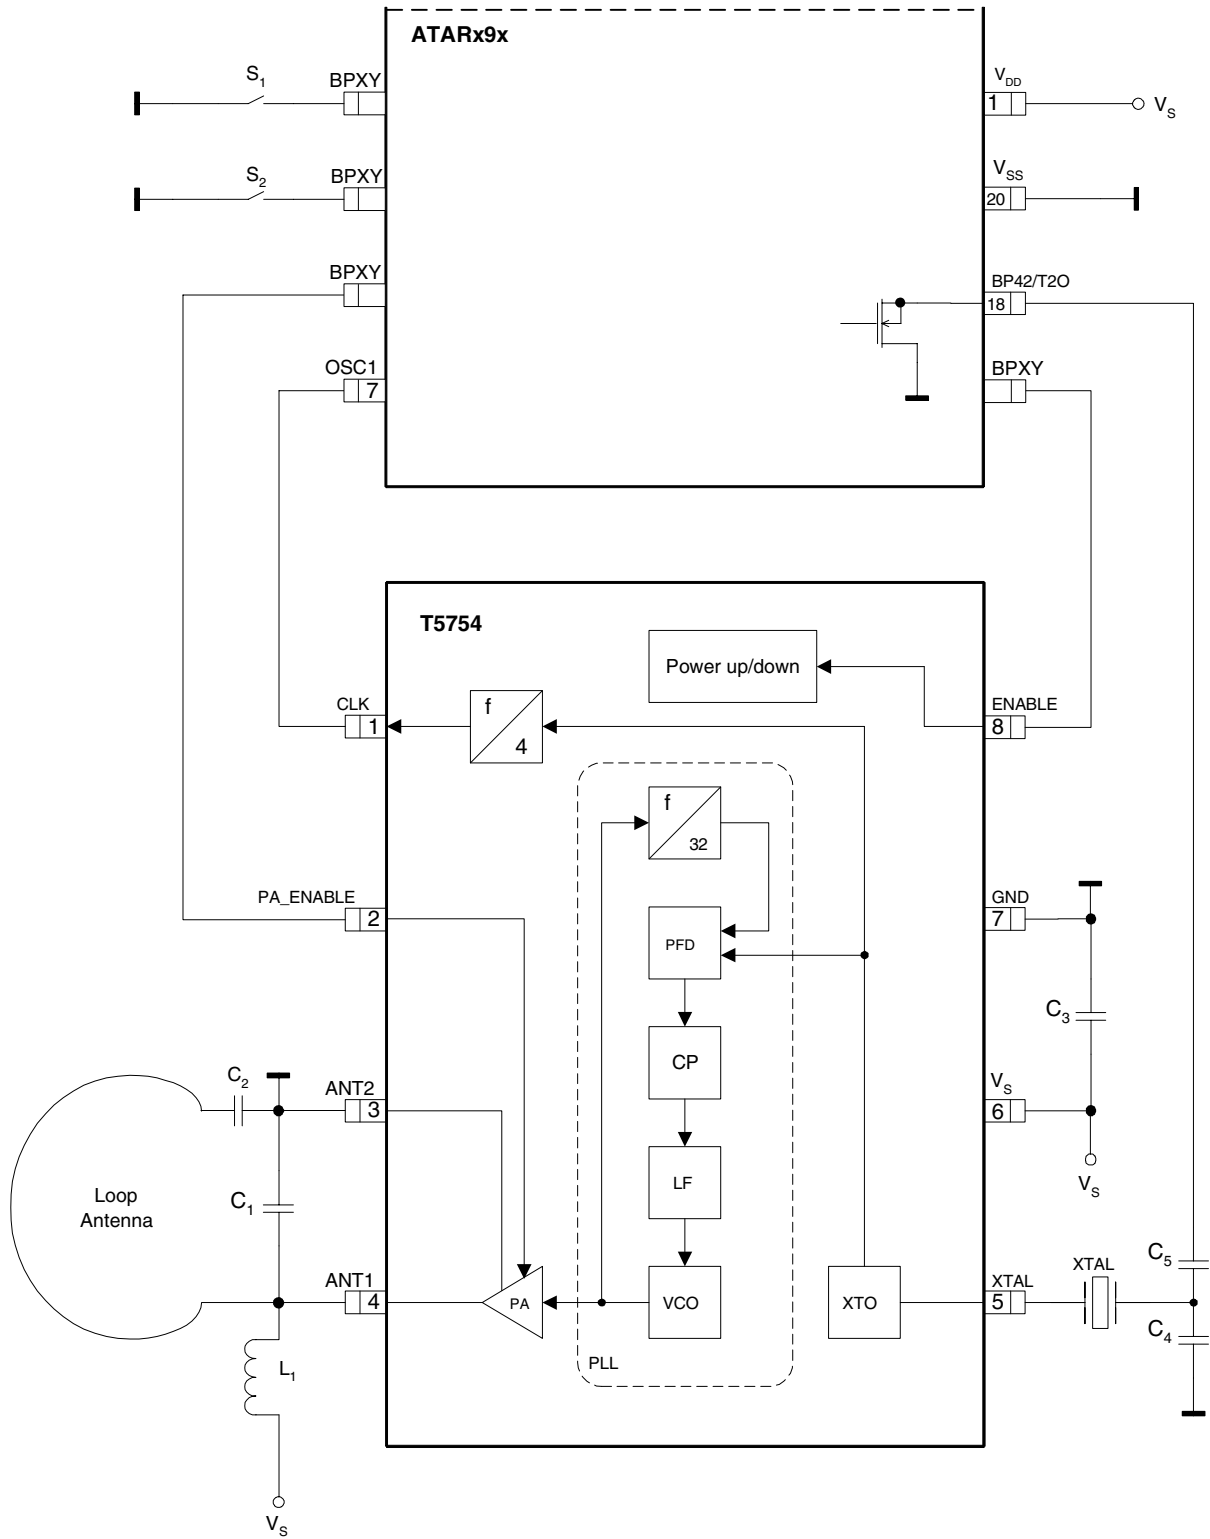 ATARx9x
S1
BPXY
VDD
1
VS
S2
BPXY
VSS
20
BPXY
BP42/T2O
18
OSC1
7
BPXY
T5754
Power up/down
CLK
1
f
4
ENABLE
8
f
32
PA_ENABLE
2
GND
7
PFD
C3
CP
C2
ANT2
3
VS
6
LF
VS
Loop
Antenna
C1
C5
XTAL
ANT1
4
PA
VCO
XTO
XTAL
5
C4
PLL
L1
VS